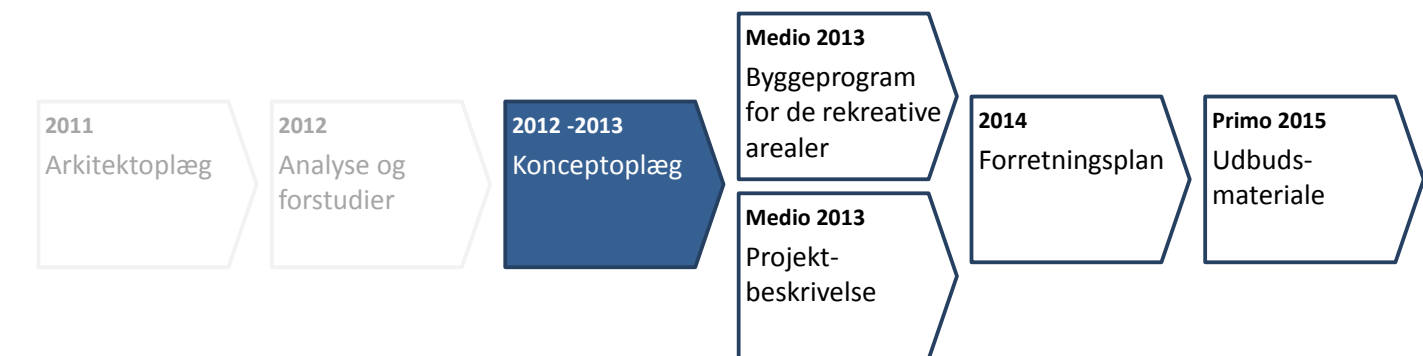 2011
Arkitektoplæg
2012
Analyse og
forstudier
2012 -2013
Konceptoplæg
Medio 2013
Byggeprogram
for de rekreative
arealer
Medio 2013
Projekt-
beskrivelse
2014
Forretningsplan
Primo 2015
Udbuds-
materiale